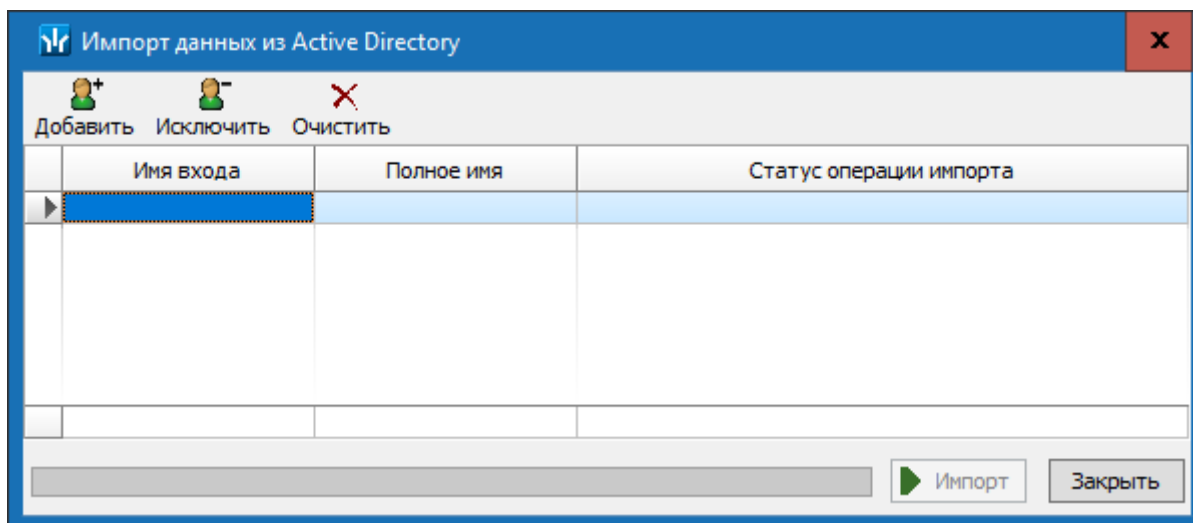 Импорт данных из Active Directory
Добавить Исключить Очистить
Имя входа Полное имя Статус операции импорта
Импорт Закрыть